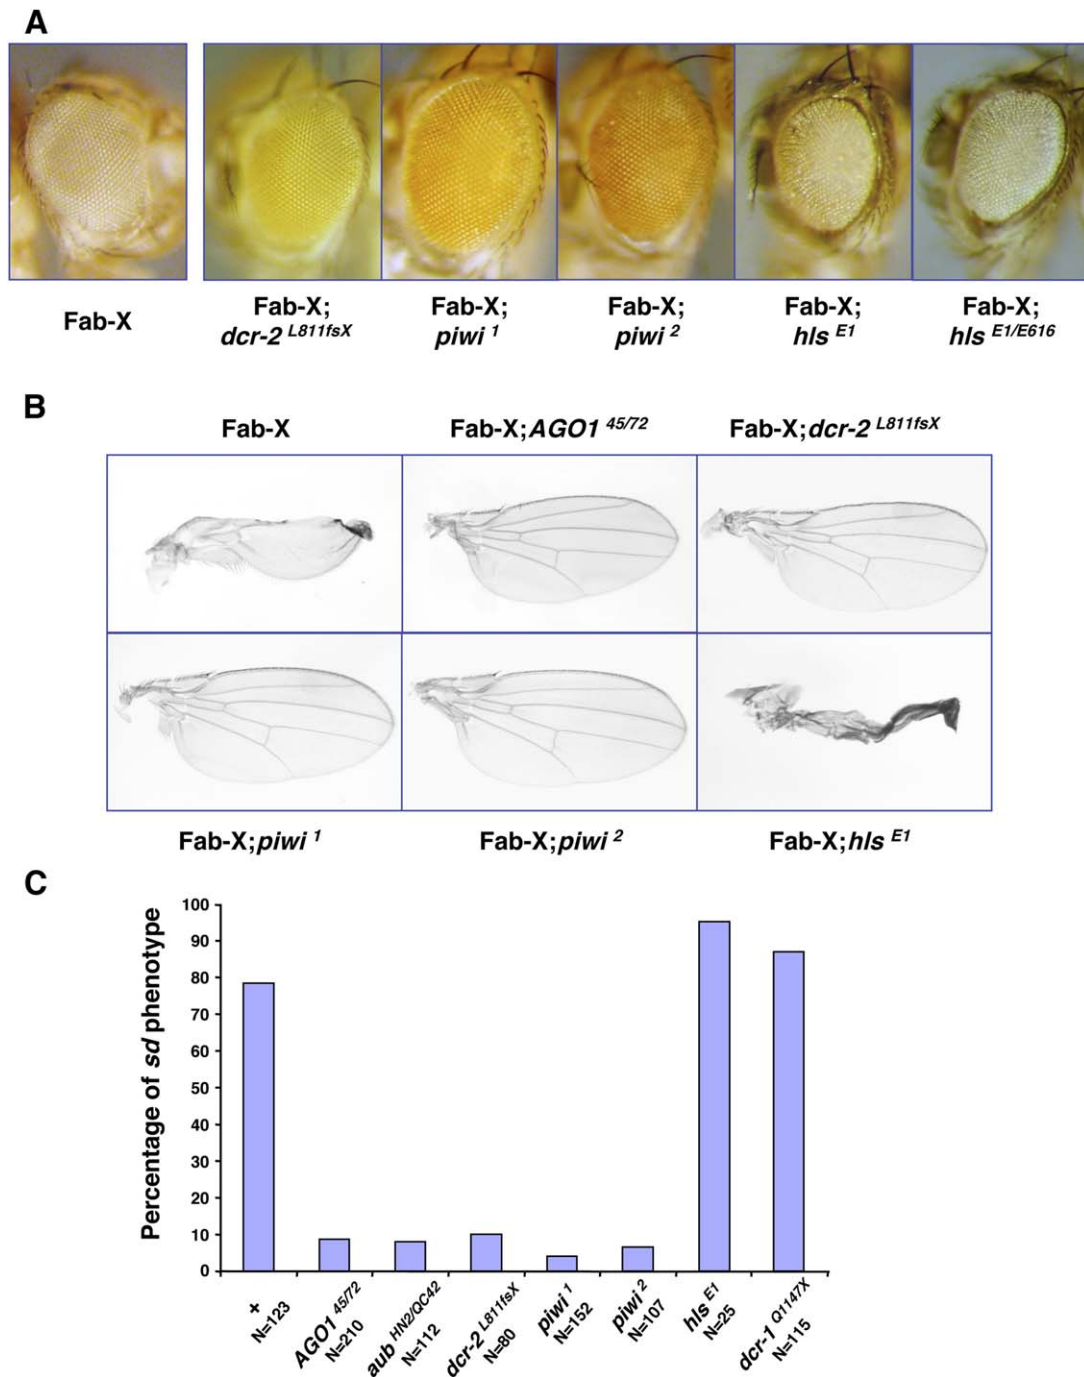 A
Fab-X
Fab-X;
dcr-2 L811fsX
Fab-X;
piwi 1
Fab-X;
piwi 2
Fab-X;
hls E1
Fab-X;
hls E1/E616
B
Fab-X
Fab-X;AGO1 45/72
Fab-X;dcr-2 L811fsX
Fab-X;piwi 1
Fab-X;piwi 2
Fab-X;hls E1
C
Percentage of sd phenotype
100
90
80
70
60
50
40
30
20
10
0
+
N=123
AGO1 45/72
N=210
aub HN2/QC42
N=112
dcr-2 L811fsX
N=80
piwi 1
N=152
piwi 2
N=107
hls E1
N=25
dcr-1 Q1147X
N=115